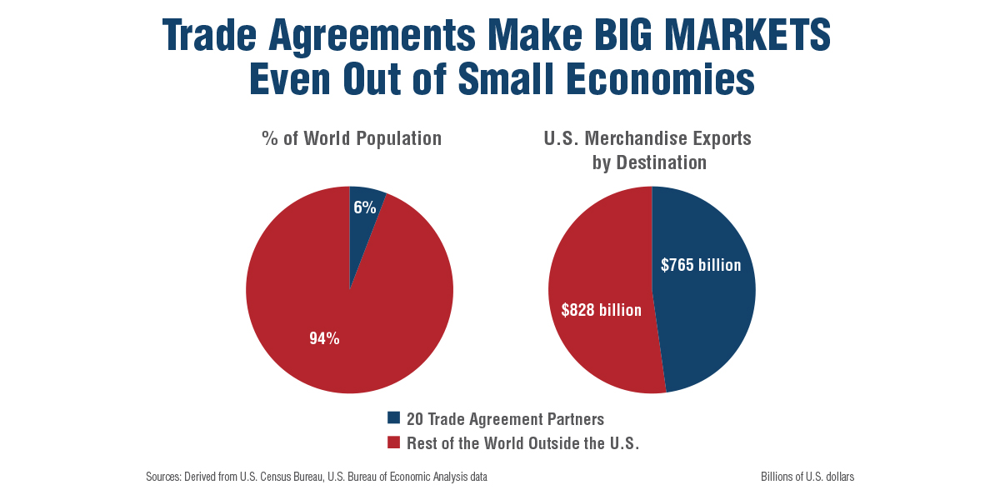 Trade Agreements Make BIG MARKETS
Even Out of Small Economies
% of World Population
6%
94%
U.S. Merchandise Exports
by Destination
$765 billion
$828 billion
20 Trade Agreement Partners
Rest of the World Outside the U.S.
Sources: Derived from U.S. Census Bureau, U.S. Bureau of Economic Analysis data
Billions of U.S. dollars